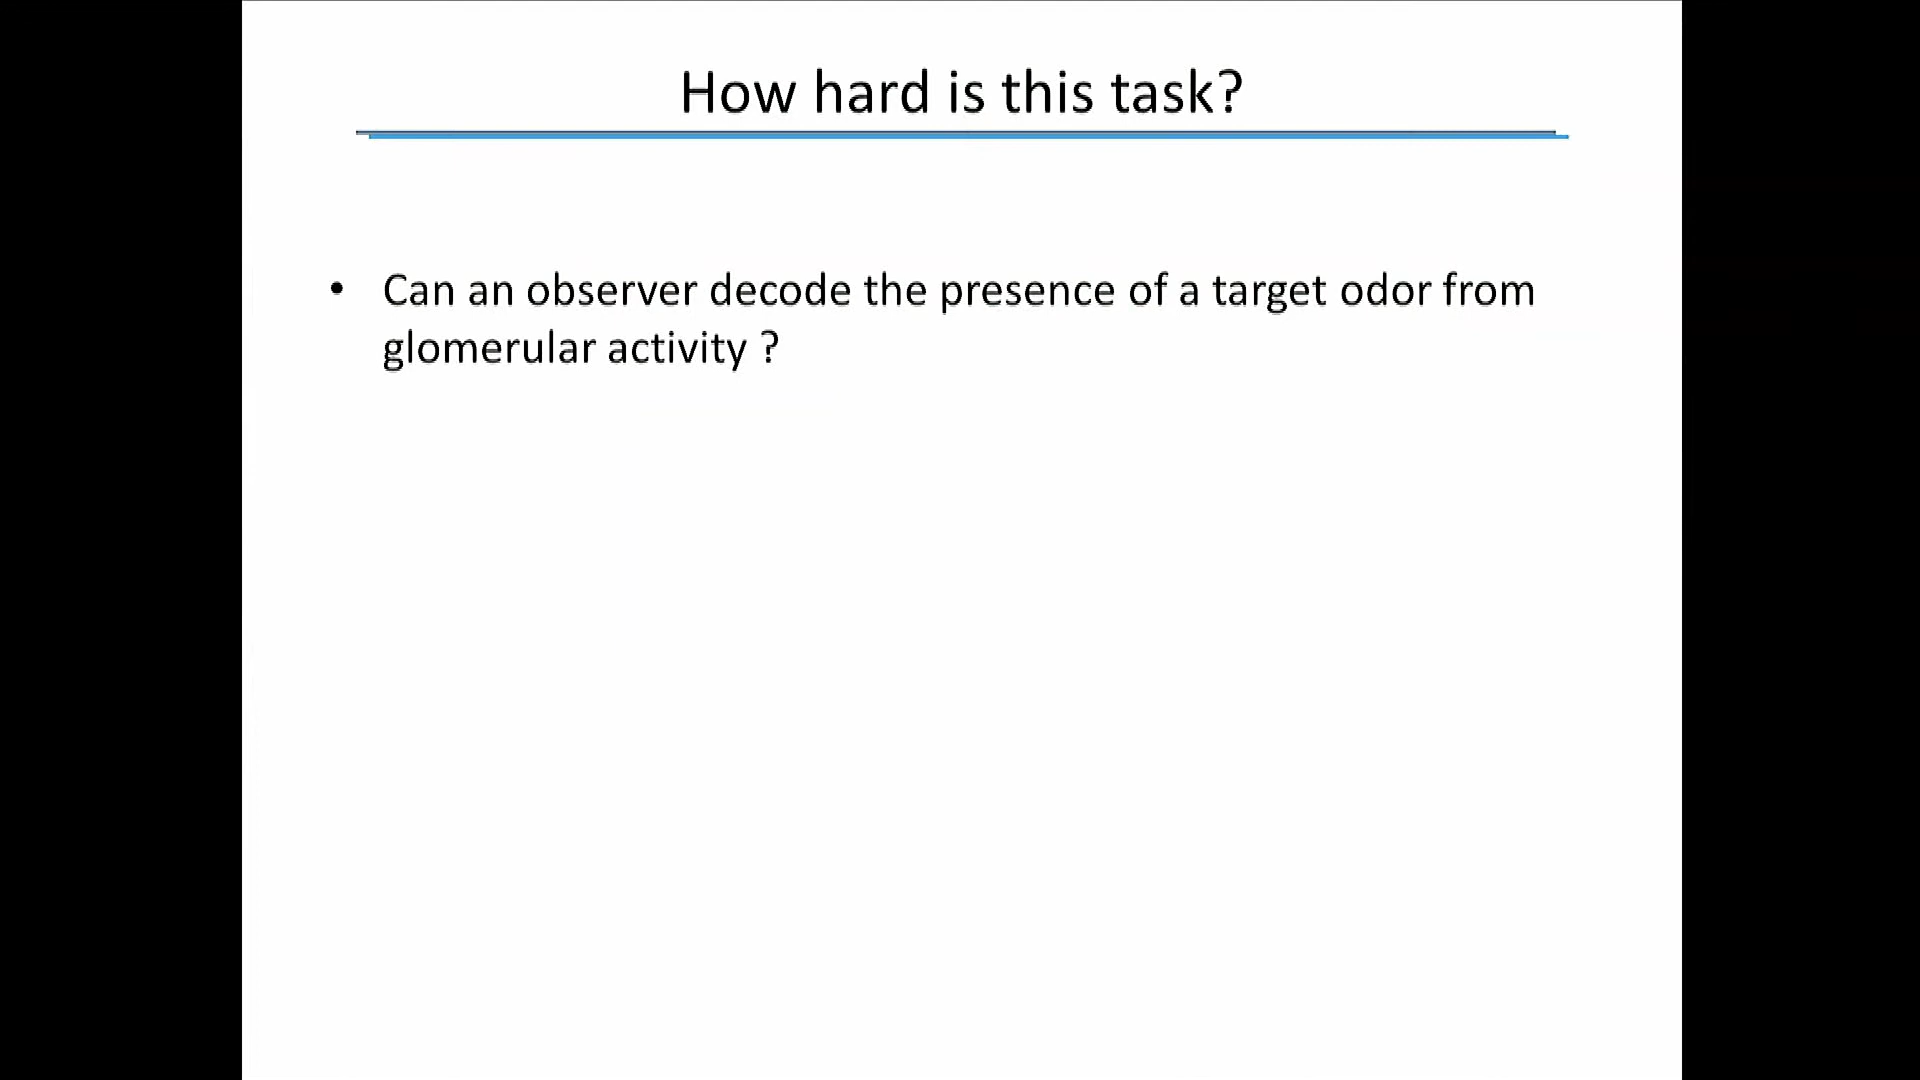 How hard is this task?
• Can an observer decode the presence of a target odor from
glomerular activity ?